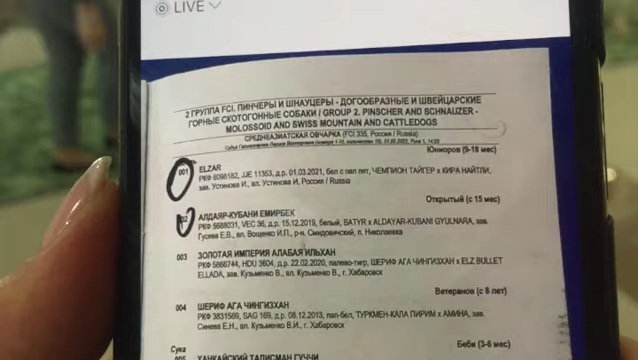 LIVE
2 ГРУППА FCI. ПИНЧЕРЫ И ШНАУЦЕРЫ - ДОГООБРАЗНЫЕ И ШВЕЙЦАРСКИЕ
ГОРНЫЕ СКОТОГОННЫЕ СОБАКИ / GROUP 2. PINSCHER AND SCHNAUZER -
MOLOSSOID AND SWISS MOUNTAIN AND CATTLEDOGS
СРЕДНЕАЗИАТСКАЯ ОВЧАРКА (FCI 335, Россия / Russia)
Юниоров (9-18 мес)
001 ELZAR
РКФ 6098182, JJE 11353, д.р. 01.03.2021, бел с пал пят, ЧЕМПИОН ТАЙГЕР x КИРА НАЙТЛИ,
зав. Устинова И., вл. Устинова И, Россия / Russia
Открытый (с 15 мес)
002 АЛДАЯР-КУБАНИ ЕМИРБЕК
РКФ 5688031, VEC 36, д.р. 15.12.2019, белый, BATYR x ALDAYAR-KUBANI GYULNARA, зав.
Гусева Е.В., вл. Вощенко И.П., р-н. Смидовичский, п. Николаевка
003 ЗОЛОТАЯ ИМПЕРИЯ АЛАБАЯ ИЛЬХАН
РКФ 5866744, HDU 3604, д.р. 22.02.2020, палево-тигр, ШЕРИФ АГА ЧИНГИЗХАН x ELZ BULLET
ELLADA, зав. Кузьменко В., вл. Кузьменко В., г. Хабаровск
Ветеранов (с 8 лет)
004 ШЕРИФ АГА ЧИНГИЗХАН
РКФ 3831569, SAG 169, д.р. 08.12.2013, пал-бел, ТУРКМЕН-КАЛА ПИРИМ x АМИНА, зав.
Синева Е.Н., вл. Кузьменко В.И., г. Хабаровск
Сука
Беби (3-6 мес)
005 ХАНКАЙСКИЙ ТАЛИСМАН ГУЧЧИ